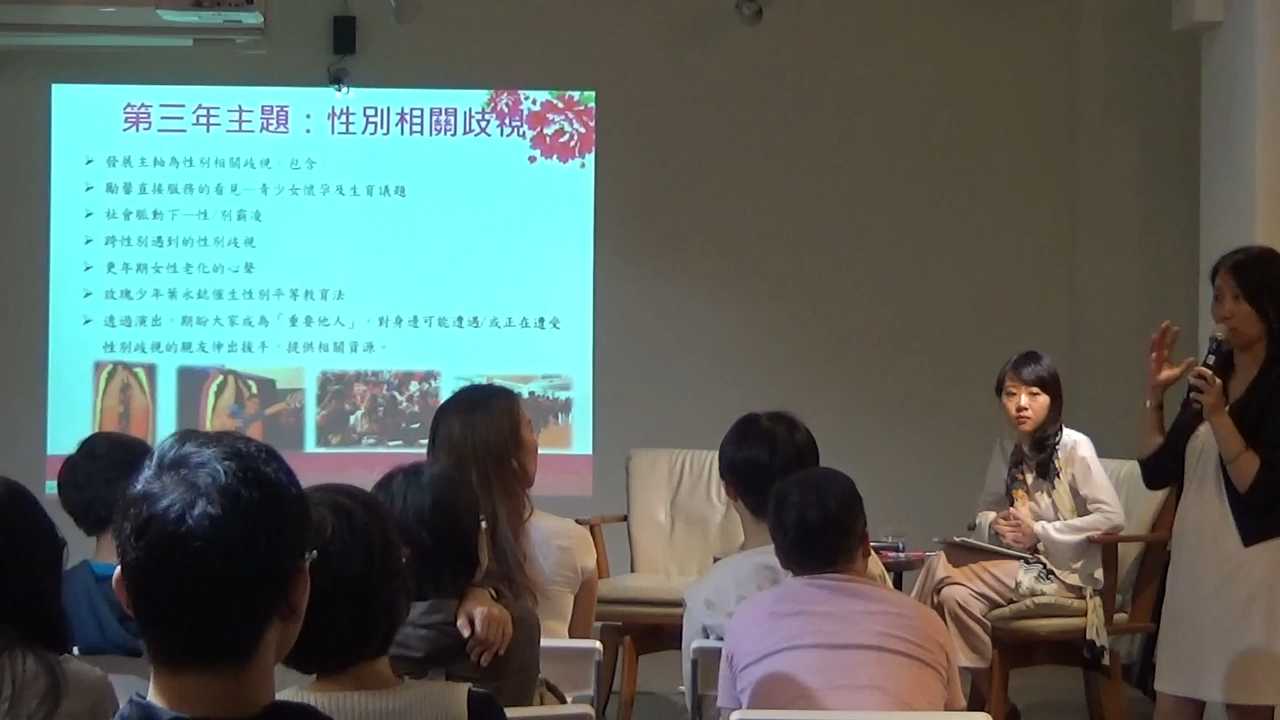 第三年主題：性別相關歧視
➢ 發展主軸為性別相關歧視，包含：
➢ 勵馨直接服務的看見—青少女懷孕及生育議題
➢ 社會脈動下—性/別霸凌
➢ 跨性別遇到的性別歧視
➢ 更年期女性老化的心聲
➢ 玫瑰少年葉永鋕催生性別平等教育法
➢ 透過演出，期盼大家成為「重要他人」，對身邊可能遭遇/或正在遭受
性別歧視的親友伸出援手，提供相關資源。